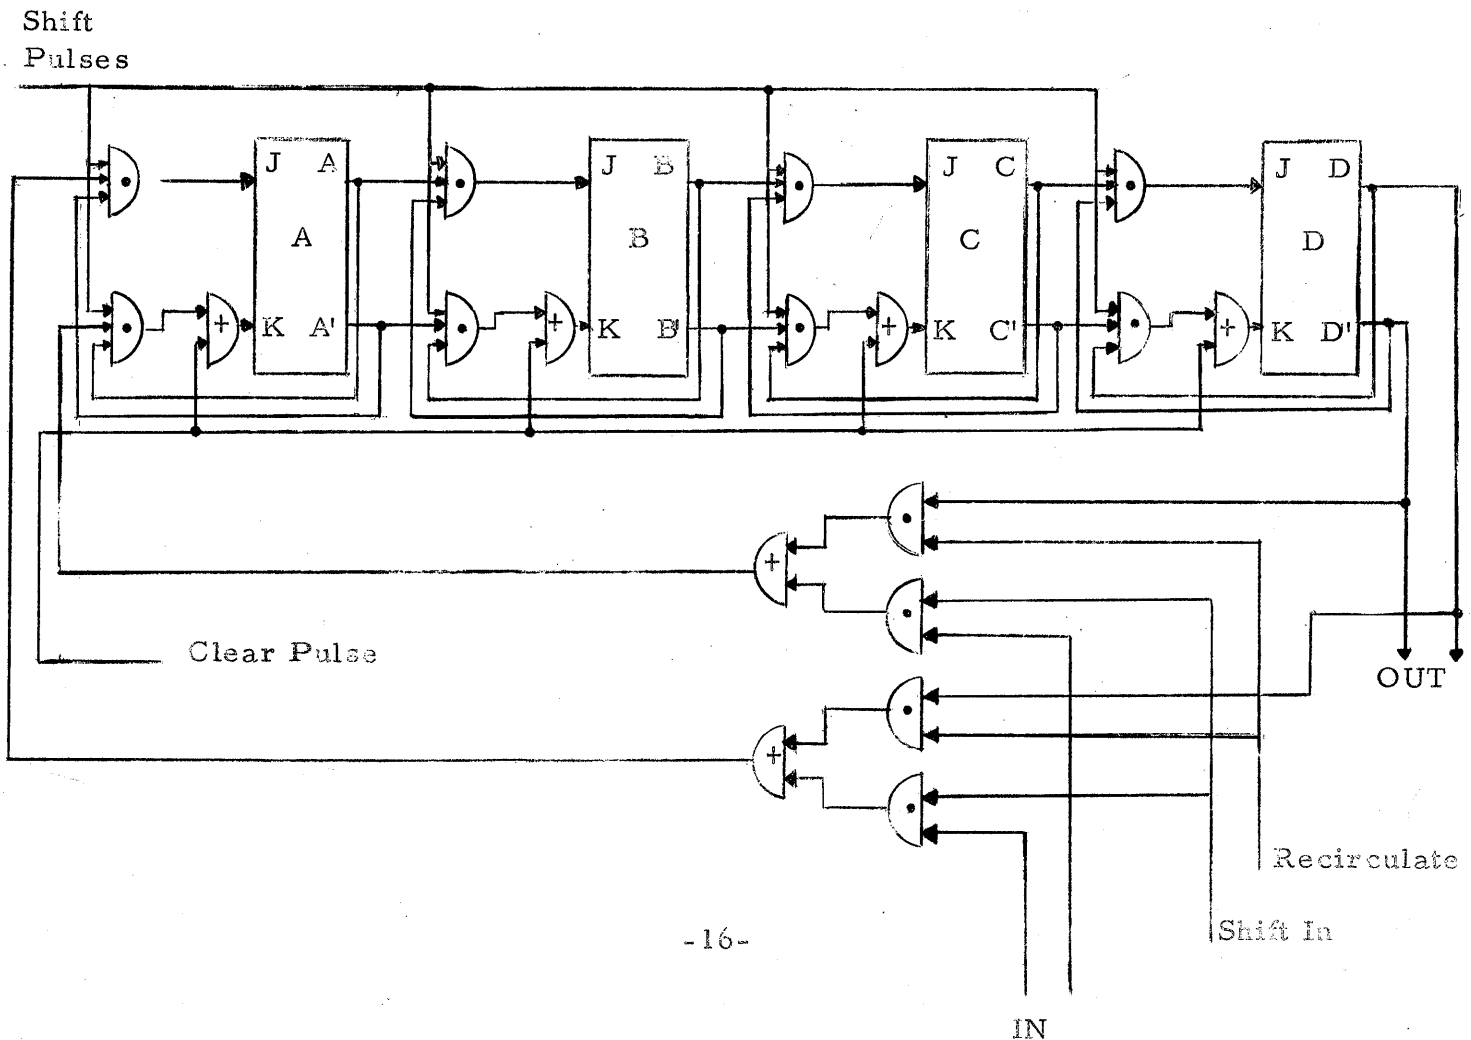 Shift
Pulses
J A
A
K A'
J B
B
K B'
J C
C
K C'
J D
D
K D'
+
+
+
+
+
+
Clear Pulse
OUT
Recirculate
Shift In
-16-
IN